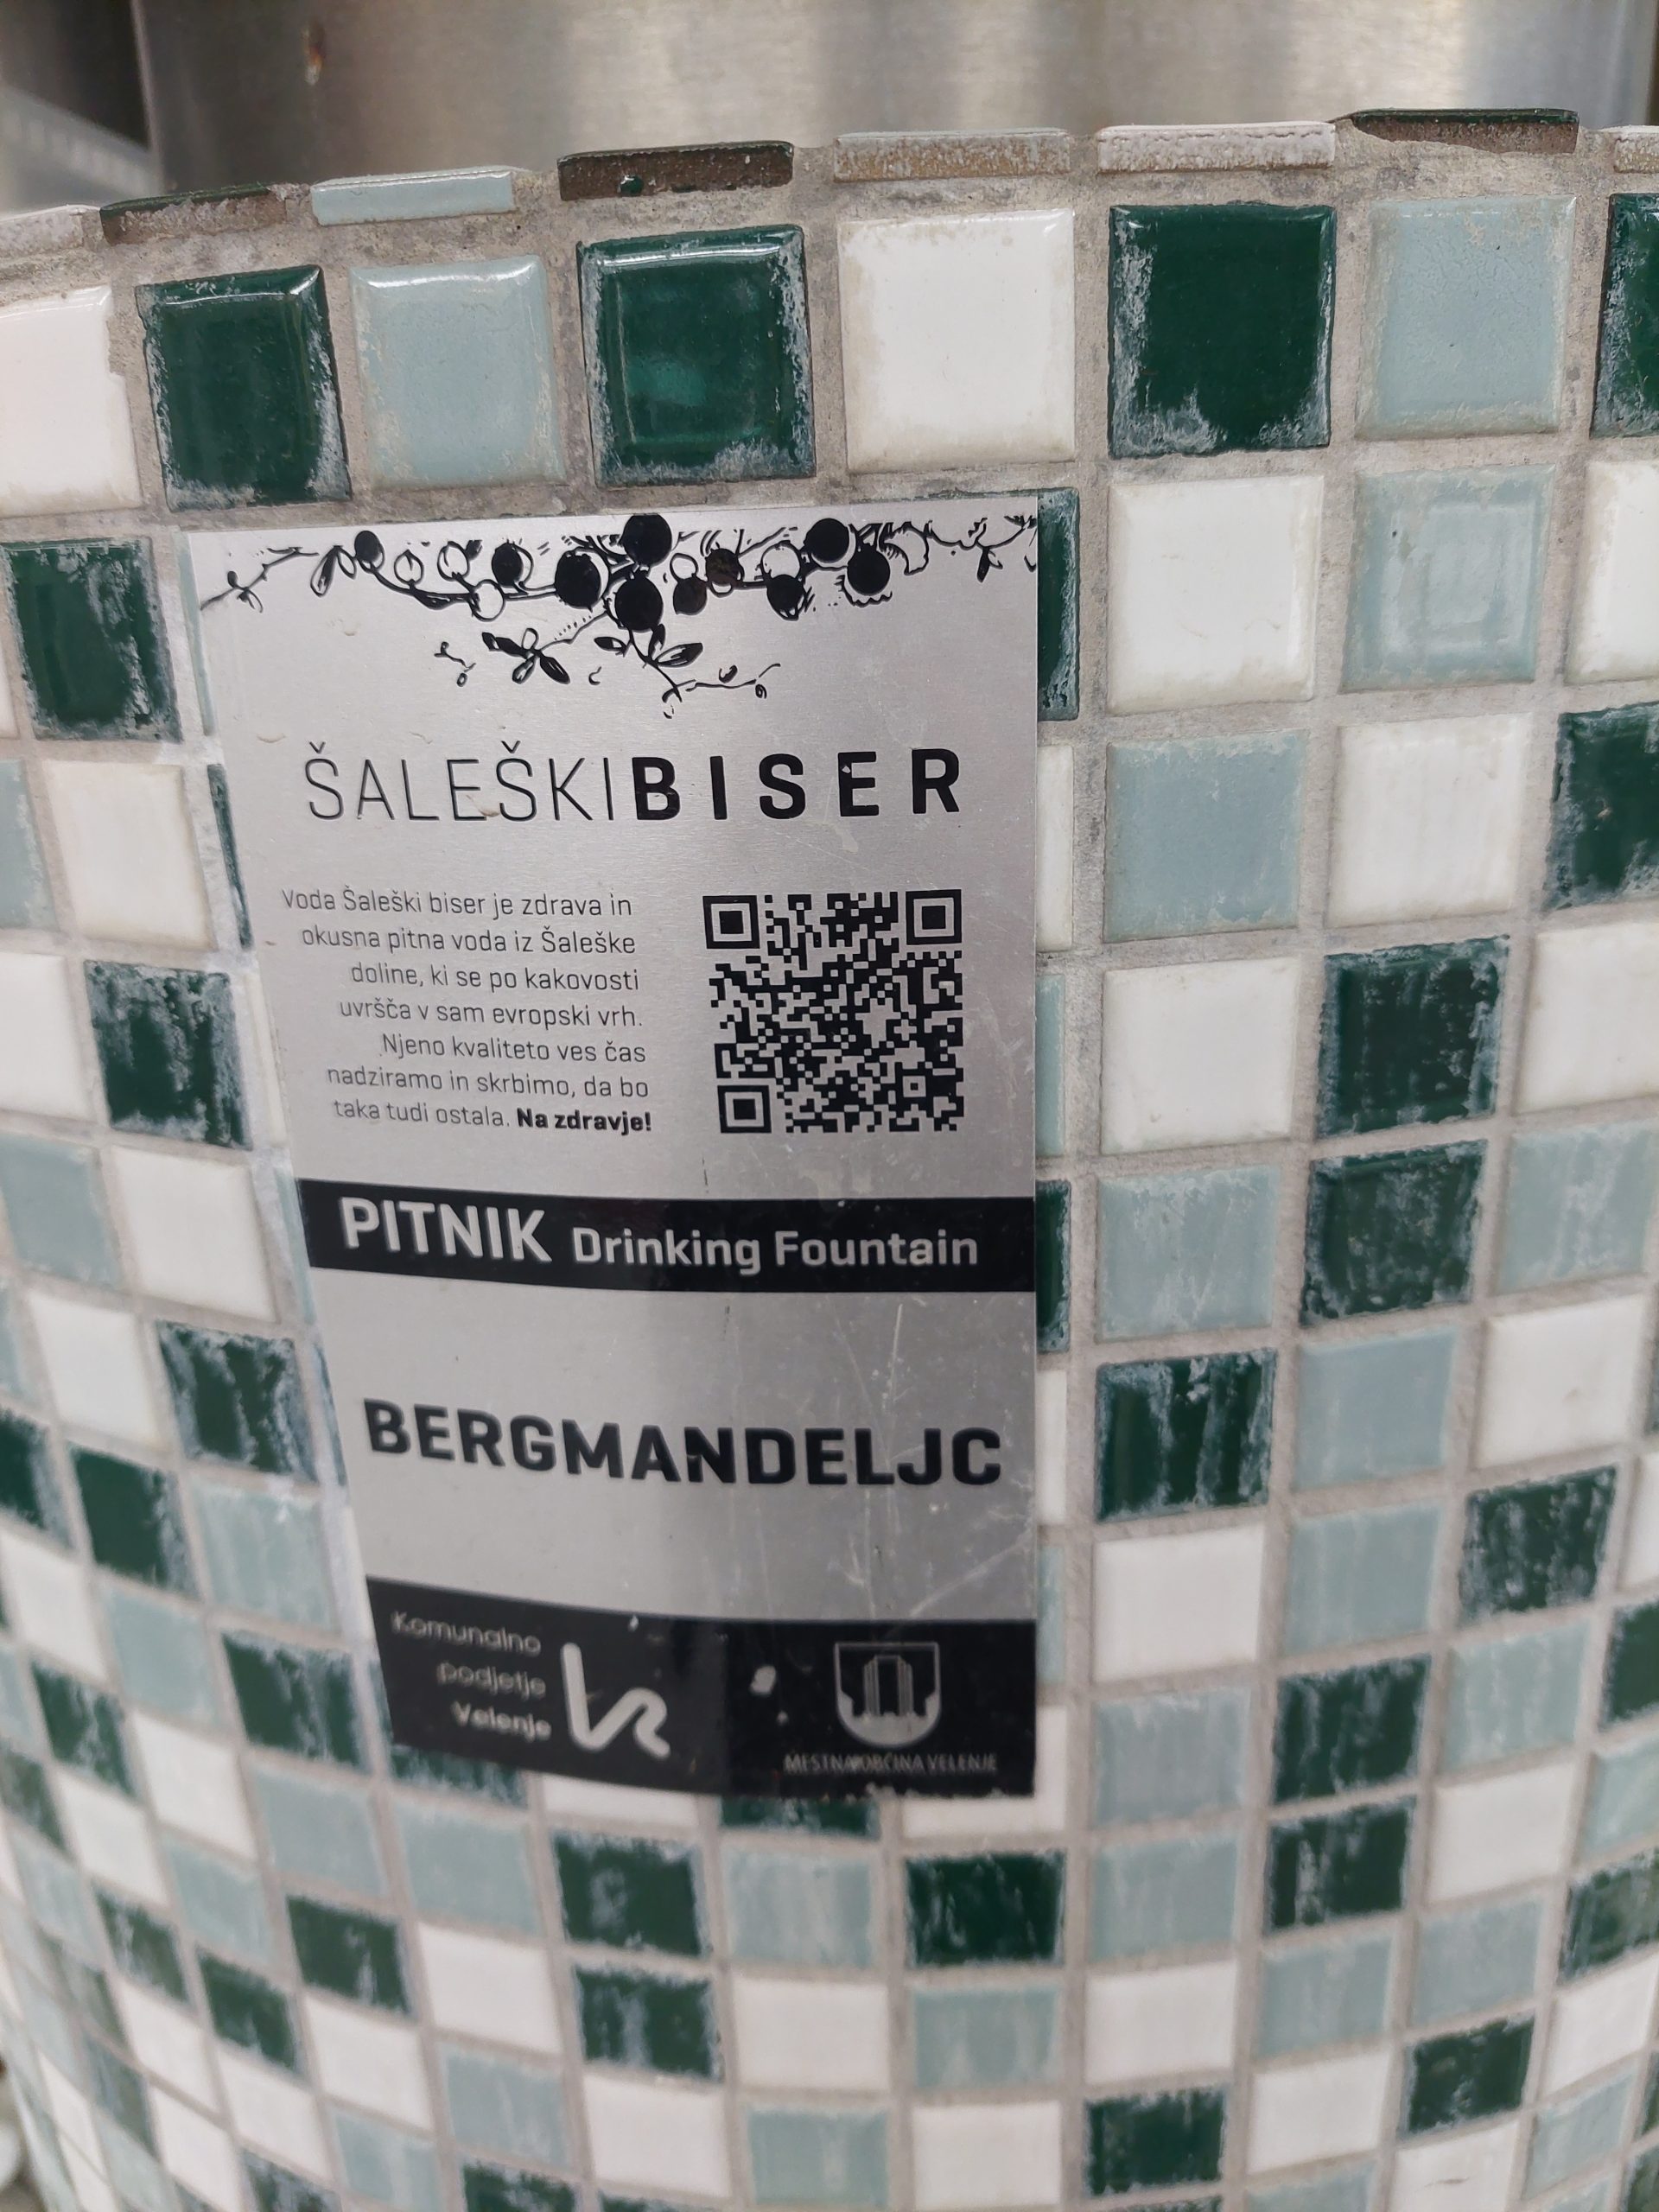 ŠALEŠKIBISER
Voda Šaleški biser je zdrava in
okusna pitna voda iz Šaleške
doline, ki se po kakovosti
uvršča v sam evropski vrh.
Njeno kvaliteto ves čas
nadziramo in skrbimo, da bo
taka tudi ostala. Na zdravje!
PITNIK Drinking Fountain
BERGMANDELJC
Komunalno
podjetje
Velenje
MESTNA OBČINA VELENJE